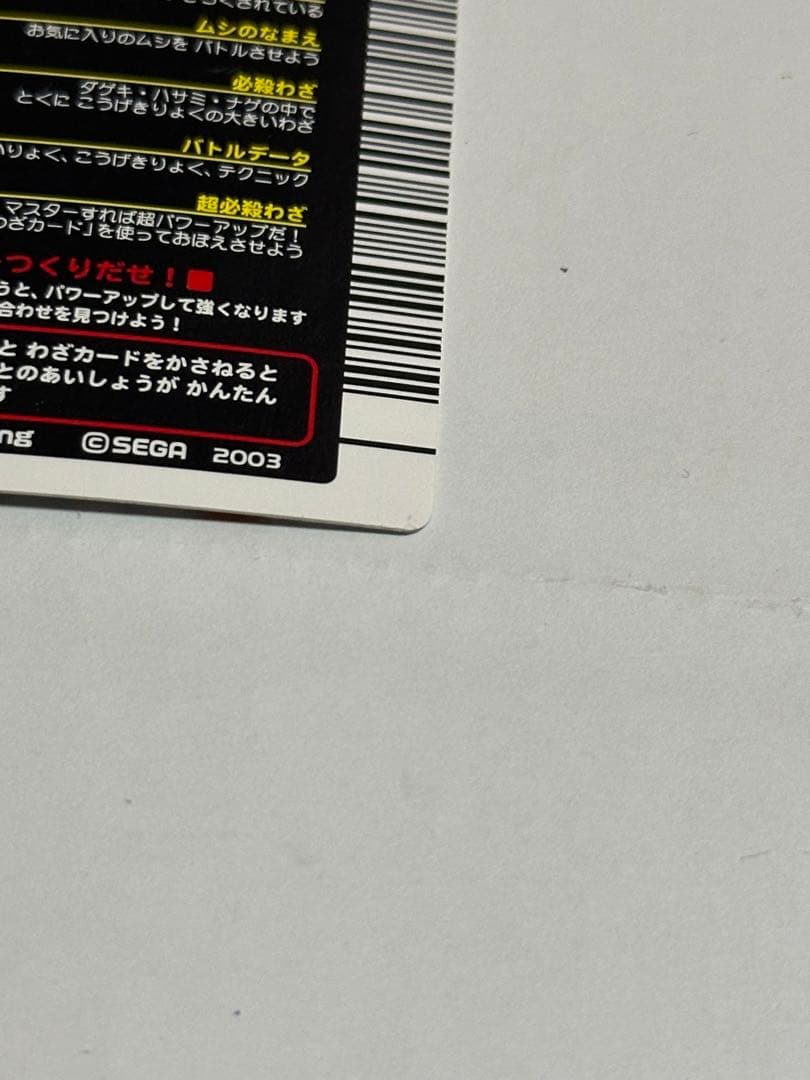 されている
ムシのなまえ
お気に入りのムシを バトルさせよう
必殺わざ
ダゲキ・ハサミ・ナゲの中で
とくに こうげきりょくの大きいわざ
バトルデータ
りょく、こうげきりょく、テクニック
超必殺わざ
マスターすれば超パワーアップだ！
わざカード」を使っておぼえさせよう
つくりだせ！■
うと、パワーアップして強くなります
合わせを見つけよう！
と わざカードをかさねると
とのあいしょうが かんたん
す
ng ©SEGA 2003